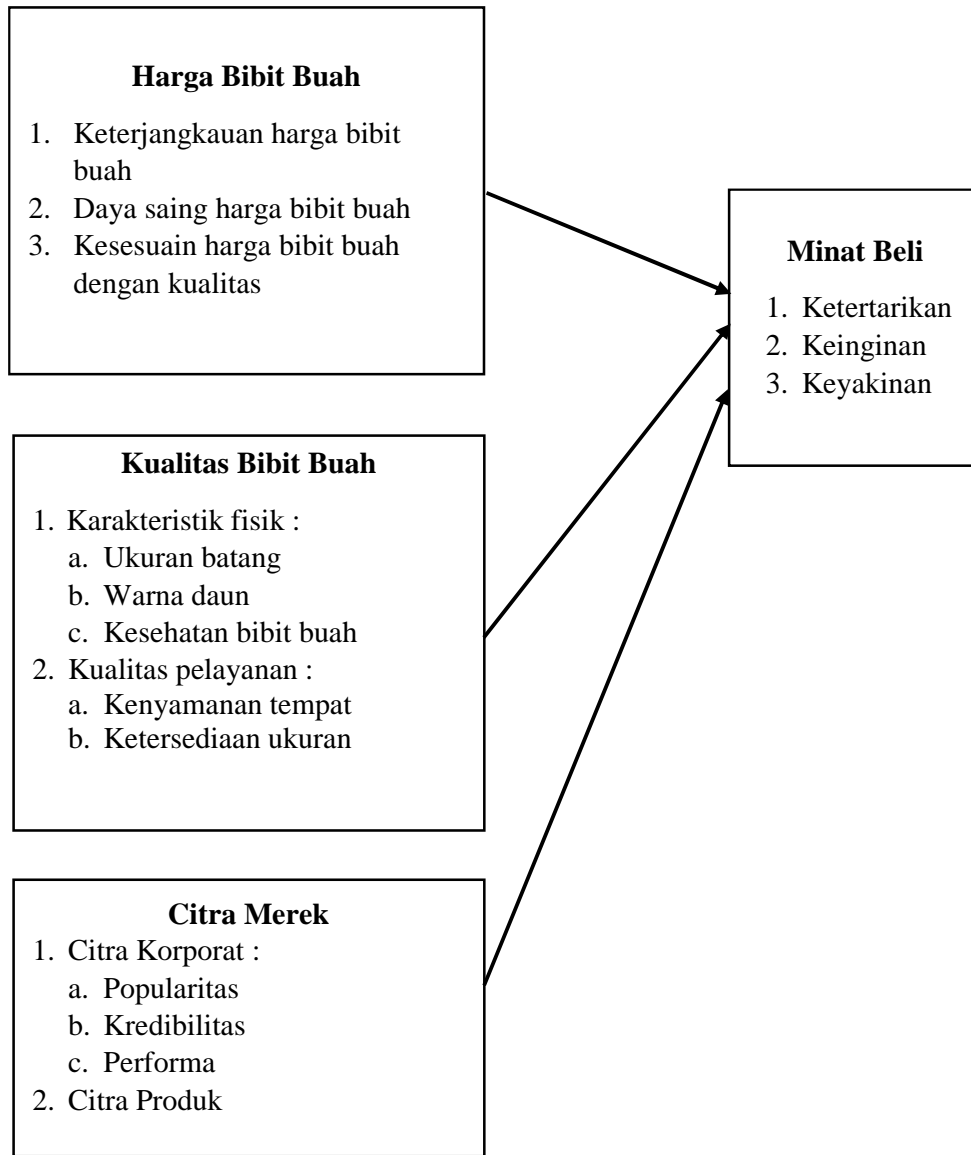 Harga Bibit Buah
1. Keterjangkauan harga bibit
buah
2. Daya saing harga bibit buah
3. Kesesuain harga bibit buah
dengan kualitas
Minat Beli
1. Ketertarikan
2. Keinginan
3. Keyakinan
Kualitas Bibit Buah
1. Karakteristik fisik :
a. Ukuran batang
b. Warna daun
c. Kesehatan bibit buah
2. Kualitas pelayanan :
a. Kenyamanan tempat
b. Ketersediaan ukuran
Citra Merek
1. Citra Korporat :
a. Popularitas
b. Kredibilitas
c. Performa
2. Citra Produk